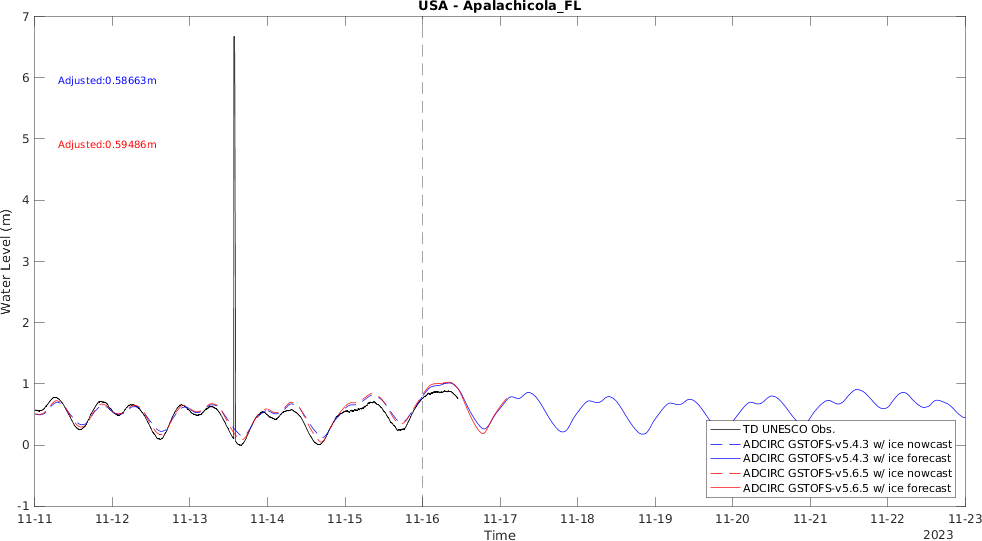 USA - Apalachicola_FL
7
6
5
4
3
2
1
0
-1
Water Level (m)
Adjusted:0.58663m
Adjusted:0.59486m
TD UNESCO Obs.
ADCIRC GSTOFS-v5.4.3 w/ ice nowcast
ADCIRC GSTOFS-v5.4.3 w/ ice forecast
ADCIRC GSTOFS-v5.6.5 w/ ice nowcast
ADCIRC GSTOFS-v5.6.5 w/ ice forecast
11-11 11-12 11-13 11-14 11-15 11-16 11-17 11-18 11-19 11-20 11-21 11-22 11-23
Time
2023